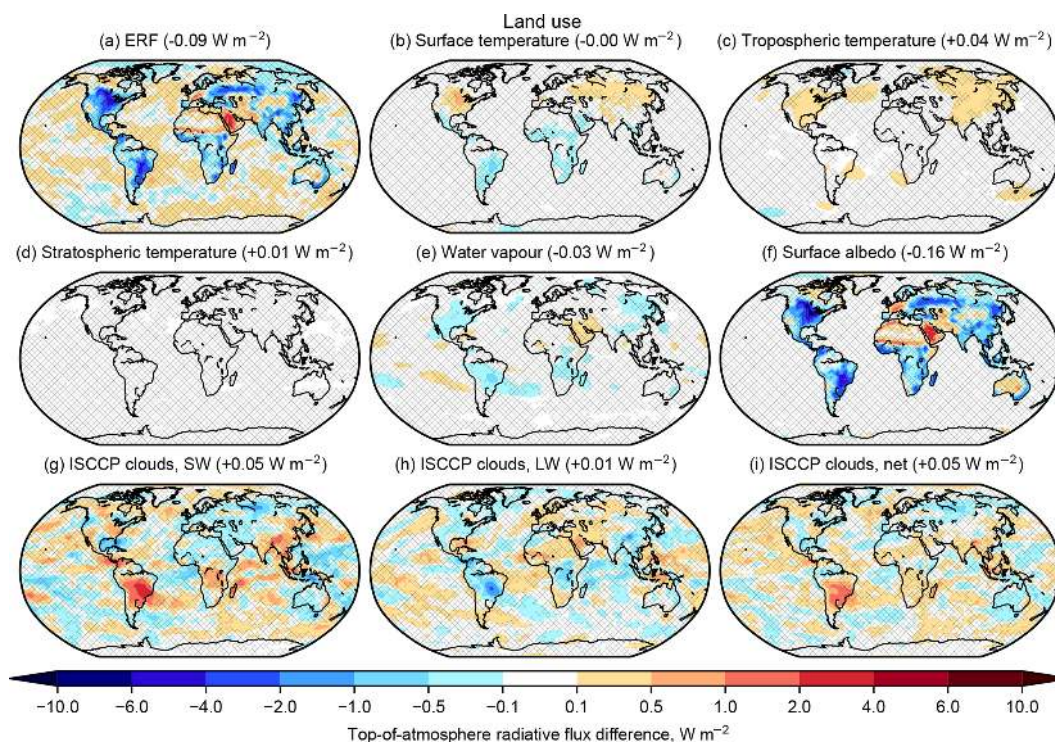 Land use
(a) ERF (-0.09 W m−2)
(b) Surface temperature (-0.00 W m−2)
(c) Tropospheric temperature (+0.04 W m−2)
(d) Stratospheric temperature (+0.01 W m−2)
(e) Water vapour (-0.03 W m−2)
(f) Surface albedo (-0.16 W m−2)
(g) ISCCP clouds, SW (+0.05 W m−2)
(h) ISCCP clouds, LW (+0.01 W m−2)
(i) ISCCP clouds, net (+0.05 W m−2)
−10.0 −6.0 −4.0 −2.0 −1.0 −0.5 −0.1 0.1 0.5 1.0 2.0 4.0 6.0 10.0
Top-of-atmosphere radiative flux difference, W m−2